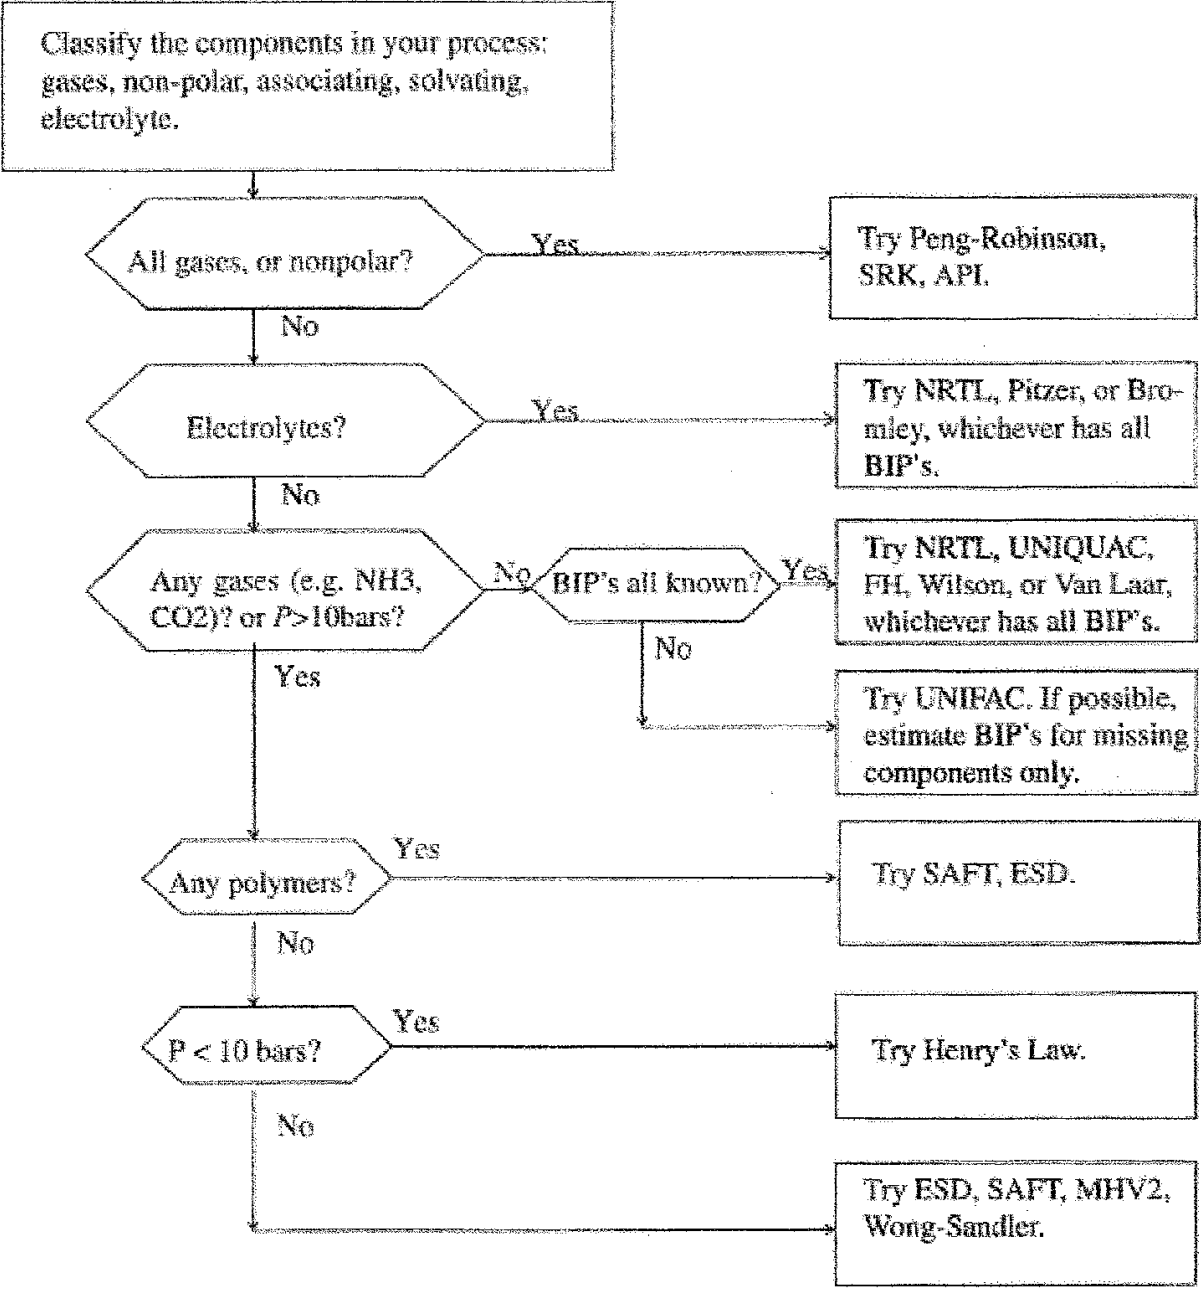 Classify the components in your process:
gases, non-polar, associating, solvating,
electrolyte.
All gases, or nonpolar?
Yes
Try Peng-Robinson,
SRK, API.
No
Electrolytes?
Yes
Try NRTL, Pitzer, or Bro-
mley, whichever has all
BIP's.
No
Any gases (e.g. NH3,
CO2)? or P>10bars?
No
BIP's all known?
Yes
Try NRTL, UNIQUAC,
FH, Wilson, or Van Laar,
whichever has all BIP's.
No
Try UNIFAC. If possible,
estimate BIP's for missing
components only.
Yes
Any polymers?
Yes
Try SAFT, ESD.
No
P < 10 bars?
Yes
Try Henry's Law.
No
Try ESD, SAFT, MHV2,
Wong-Sandler.